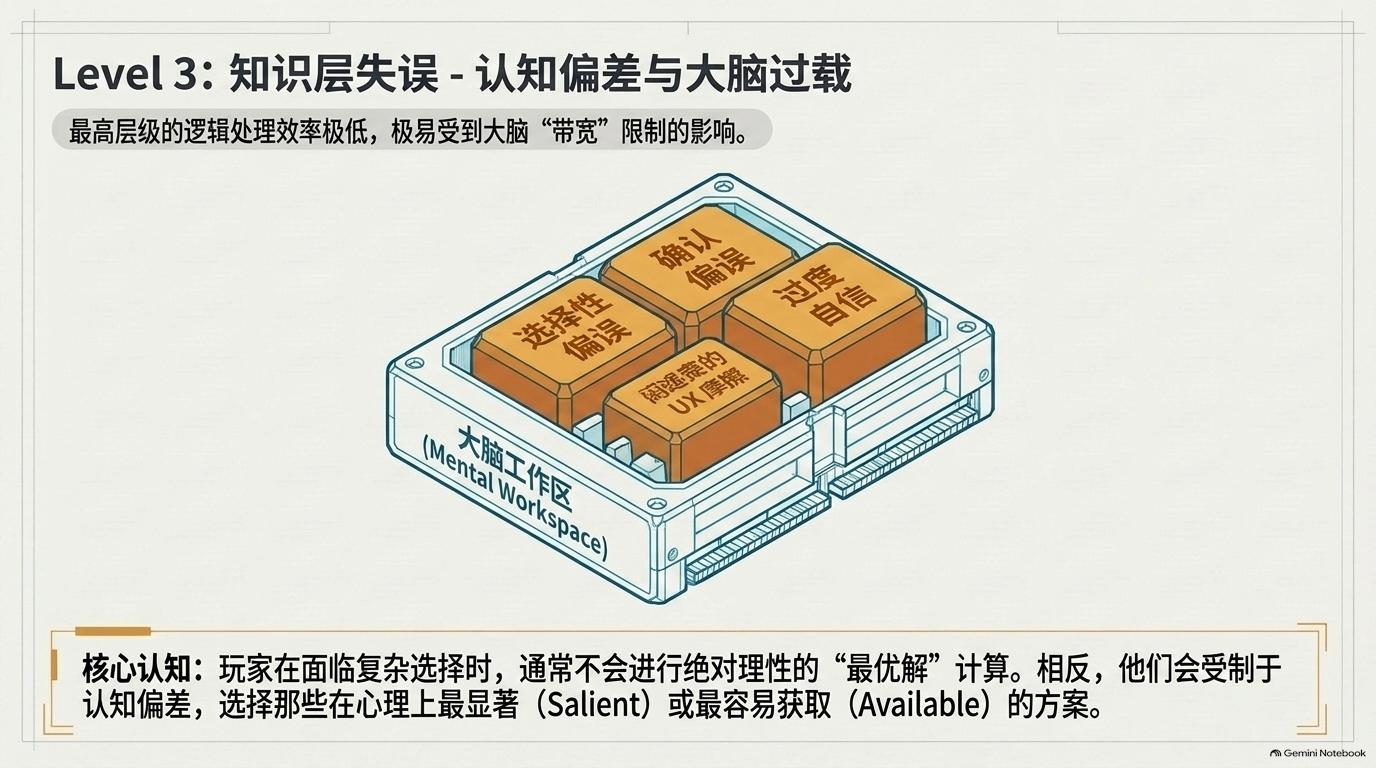 Level 3：知识层失误 - 认知偏差与大脑过载
最高层级的逻辑处理效率极低，极易受到大脑“带宽”限制的影响。
确认
偏误
过度
自信
选择性
偏误
的
UX 摩擦
大脑工作区
(Mental Workspace)
核心认知：玩家在面临复杂选择时，通常不会进行绝对理性的“最优解”计算。相反，他们会受制于
认知偏差，选择那些在心理上最显著（Salient）或最容易获取（Available）的方案。
Gemini Notebook